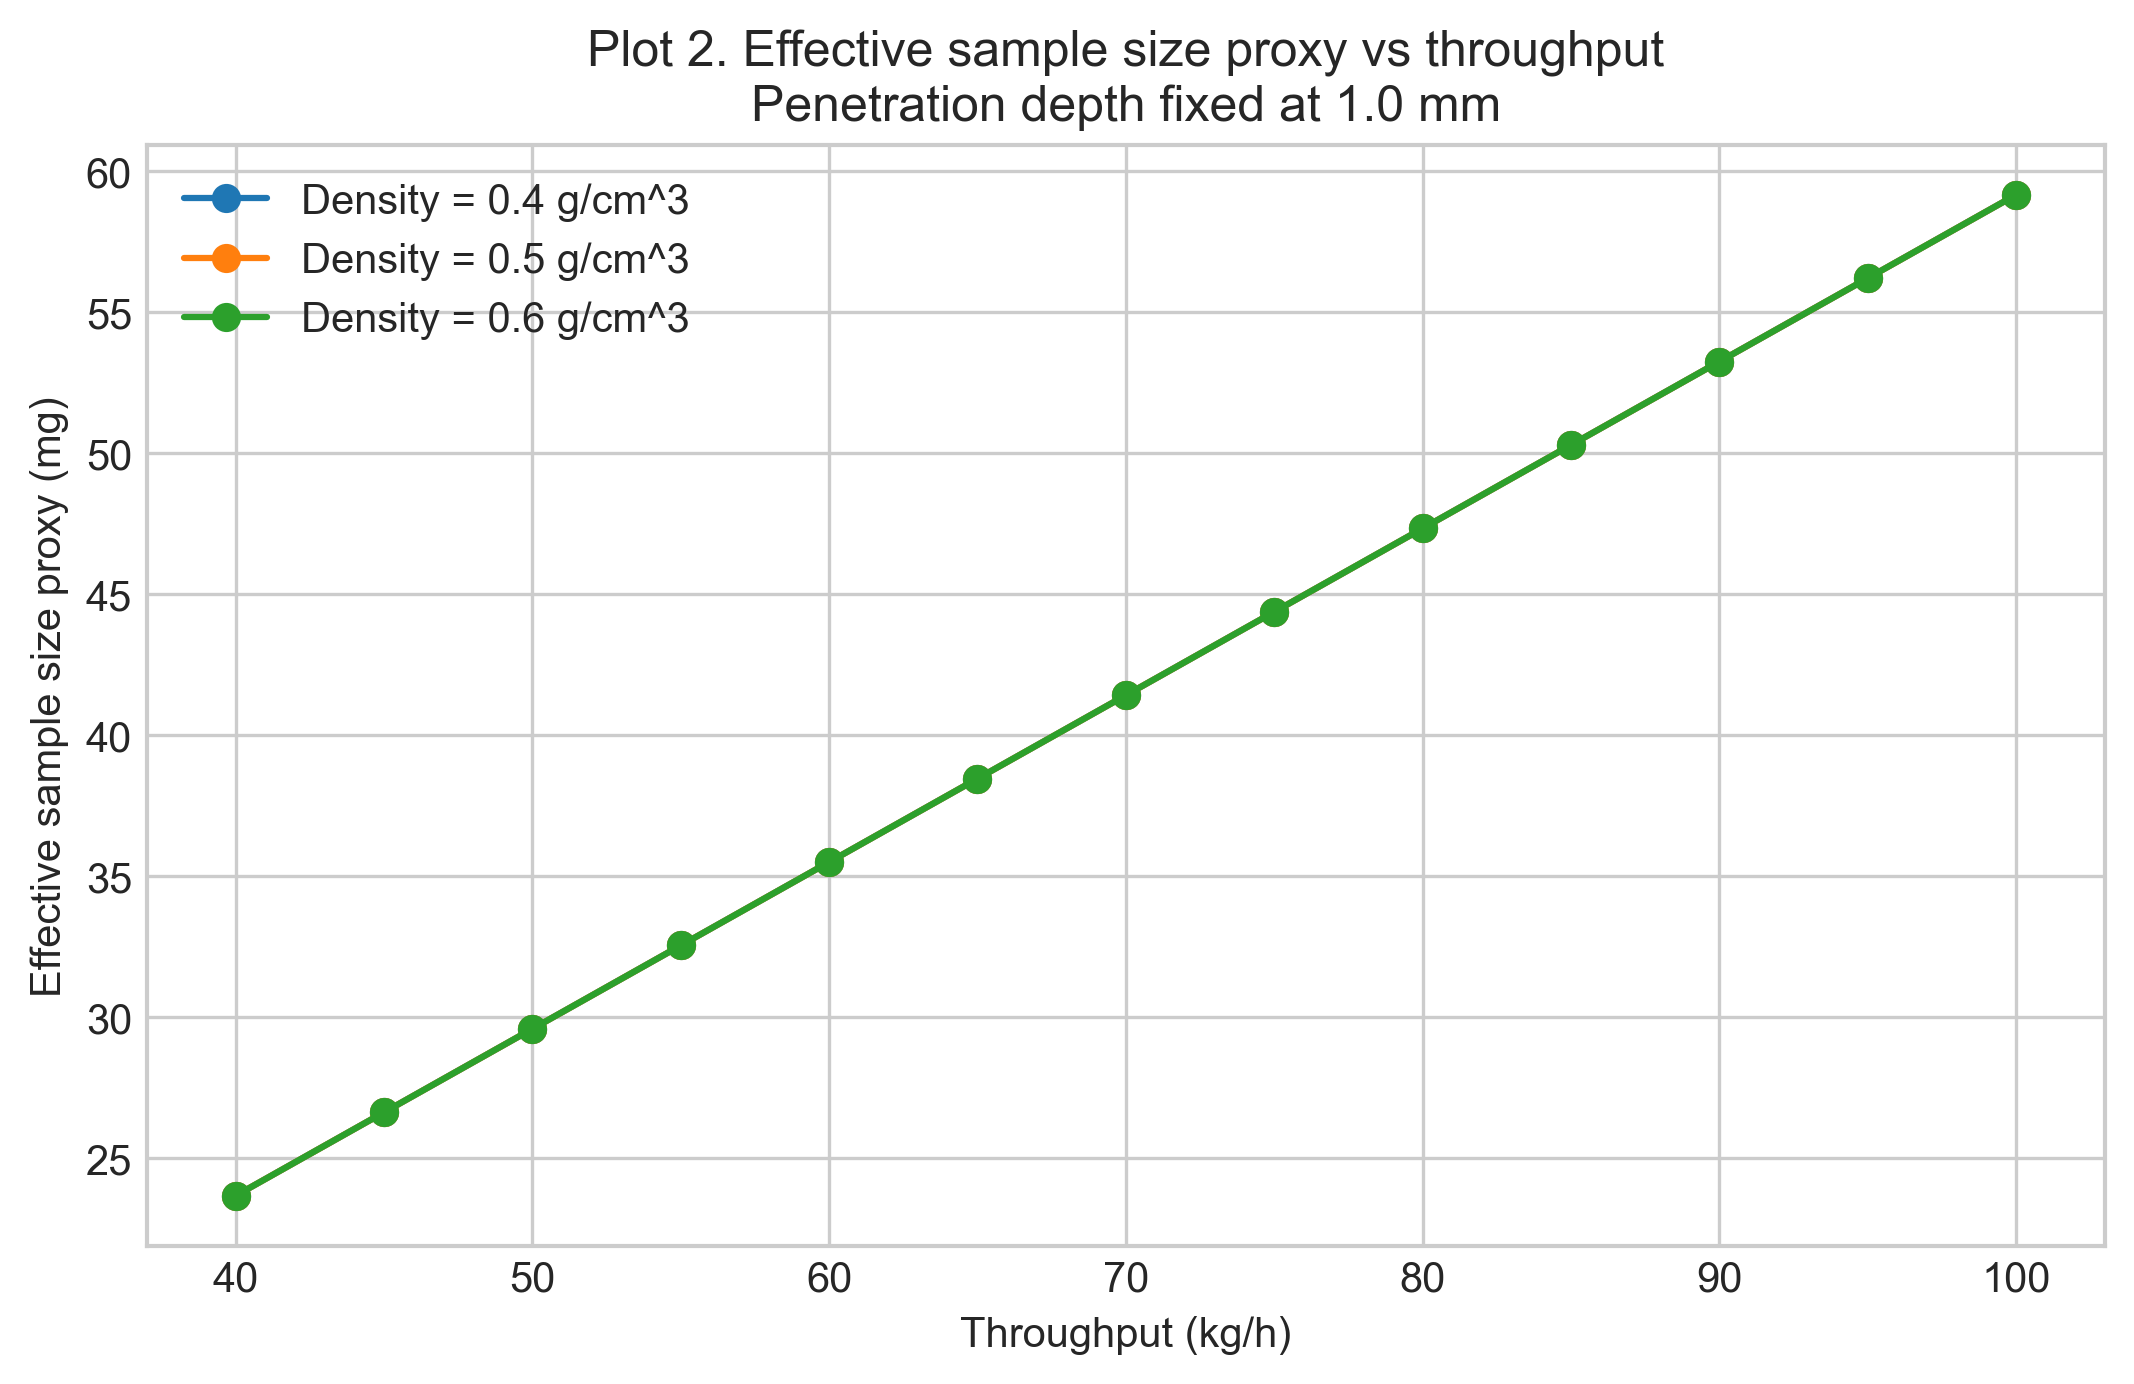 Plot 2. Effective sample size proxy vs throughput
Penetration depth fixed at 1.0 mm
60
55
50
45
40
35
30
25
Effective sample size proxy (mg)
Density = 0.4 g/cm^3
Density = 0.5 g/cm^3
Density = 0.6 g/cm^3
40 50 60 70 80 90 100
Throughput (kg/h)